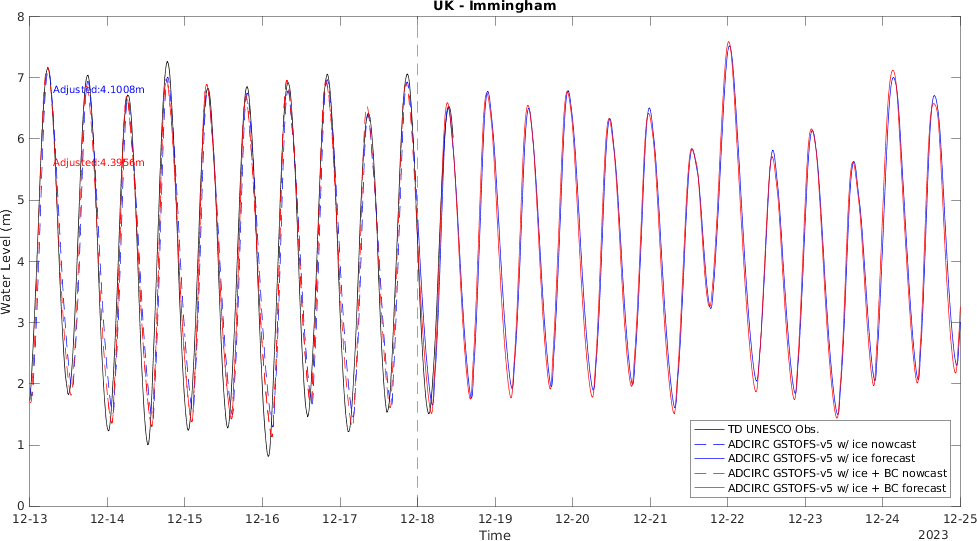 UK - Immingham
8
7
6
5
4
3
2
1
0
Water Level (m)
Adjusted:4.1008m
Adjusted:4.3956m
TD UNESCO Obs.
ADCIRC GSTOFS-v5 w/ ice nowcast
ADCIRC GSTOFS-v5 w/ ice forecast
ADCIRC GSTOFS-v5 w/ ice + BC nowcast
ADCIRC GSTOFS-v5 w/ ice + BC forecast
12-13 12-14 12-15 12-16 12-17 12-18 12-19 12-20 12-21 12-22 12-23 12-24 12-25
Time
2023